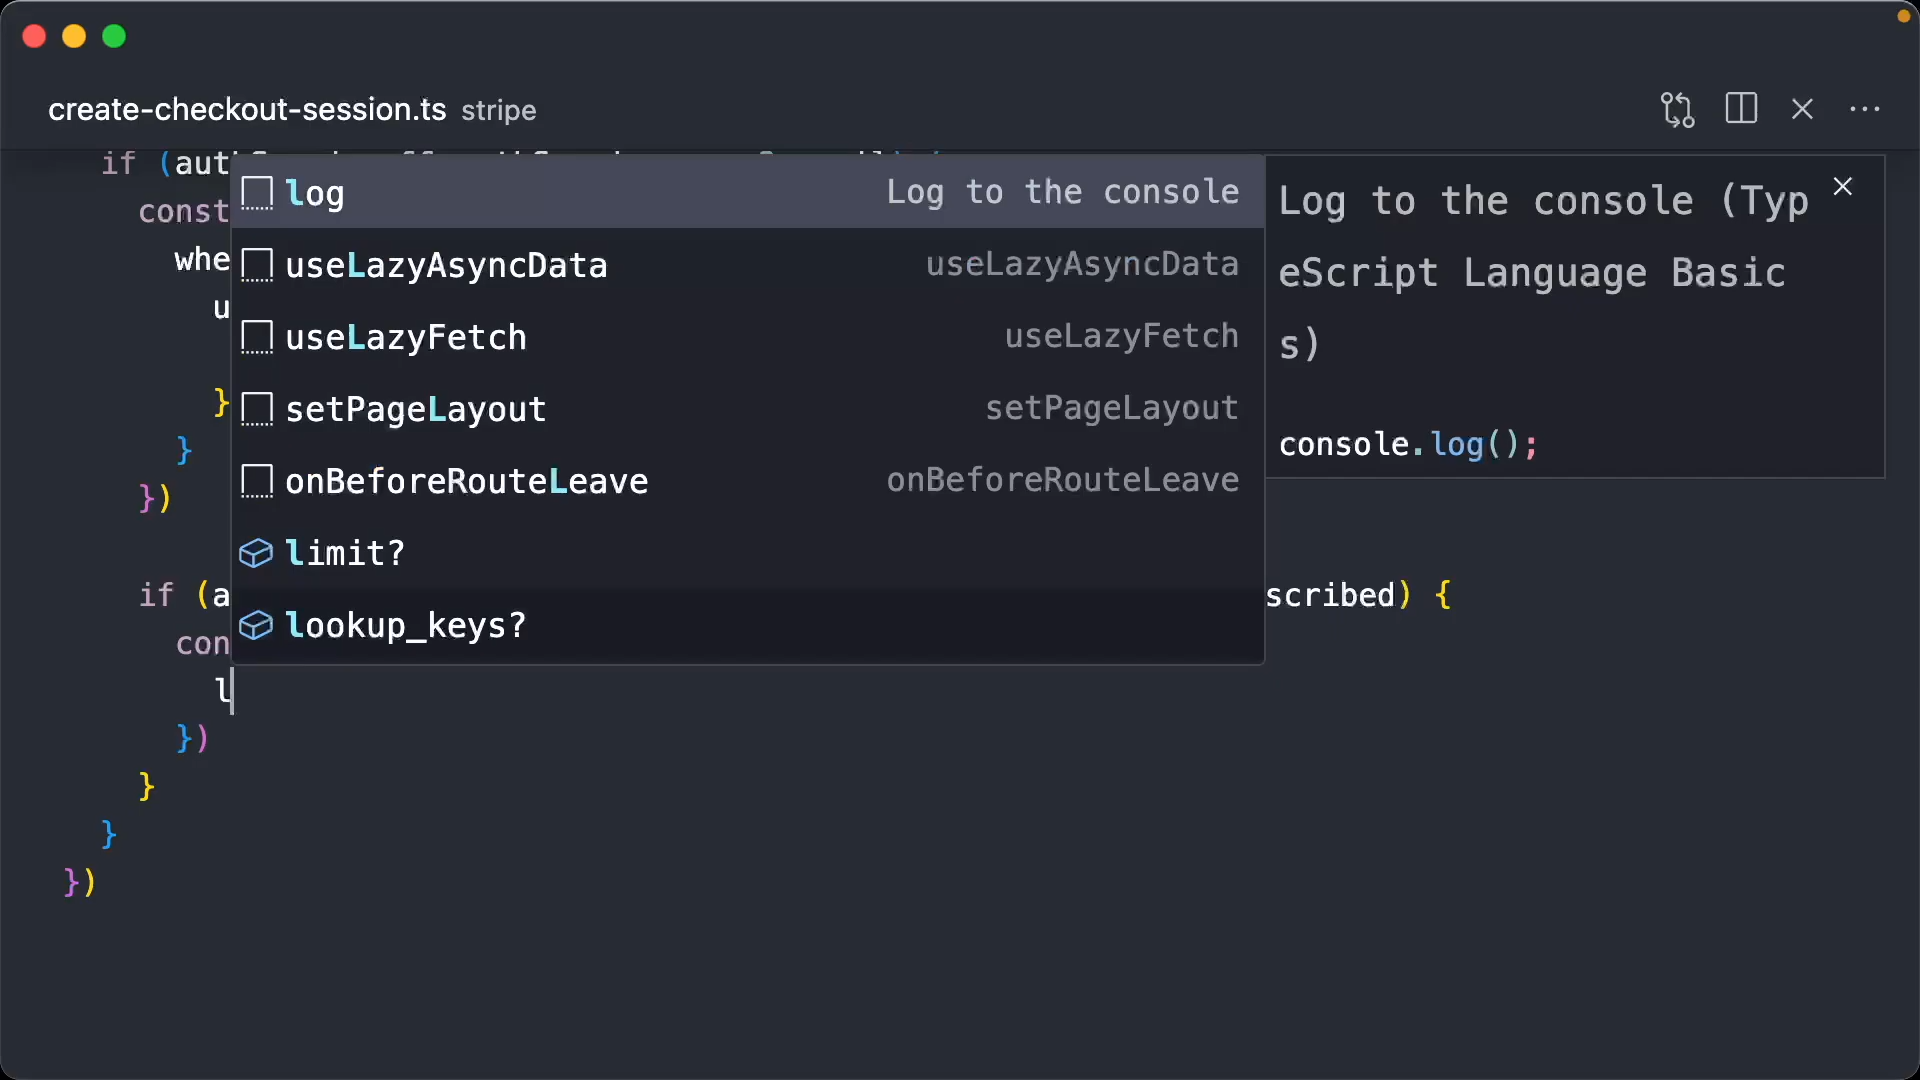 create-checkout-session.ts stripe
if (aut
const
whe
u
}
}
})
if (a
scribed) {
con
l
})
}
}
})
log Log to the console
useLazyAsyncData useLazyAsyncData
useLazyFetch useLazyFetch
setPageLayout setPageLayout
onBeforeRouteLeave onBeforeRouteLeave
limit?
lookup_keys?
Log to the console (Typ
eScript Language Basic
s)
console.log();